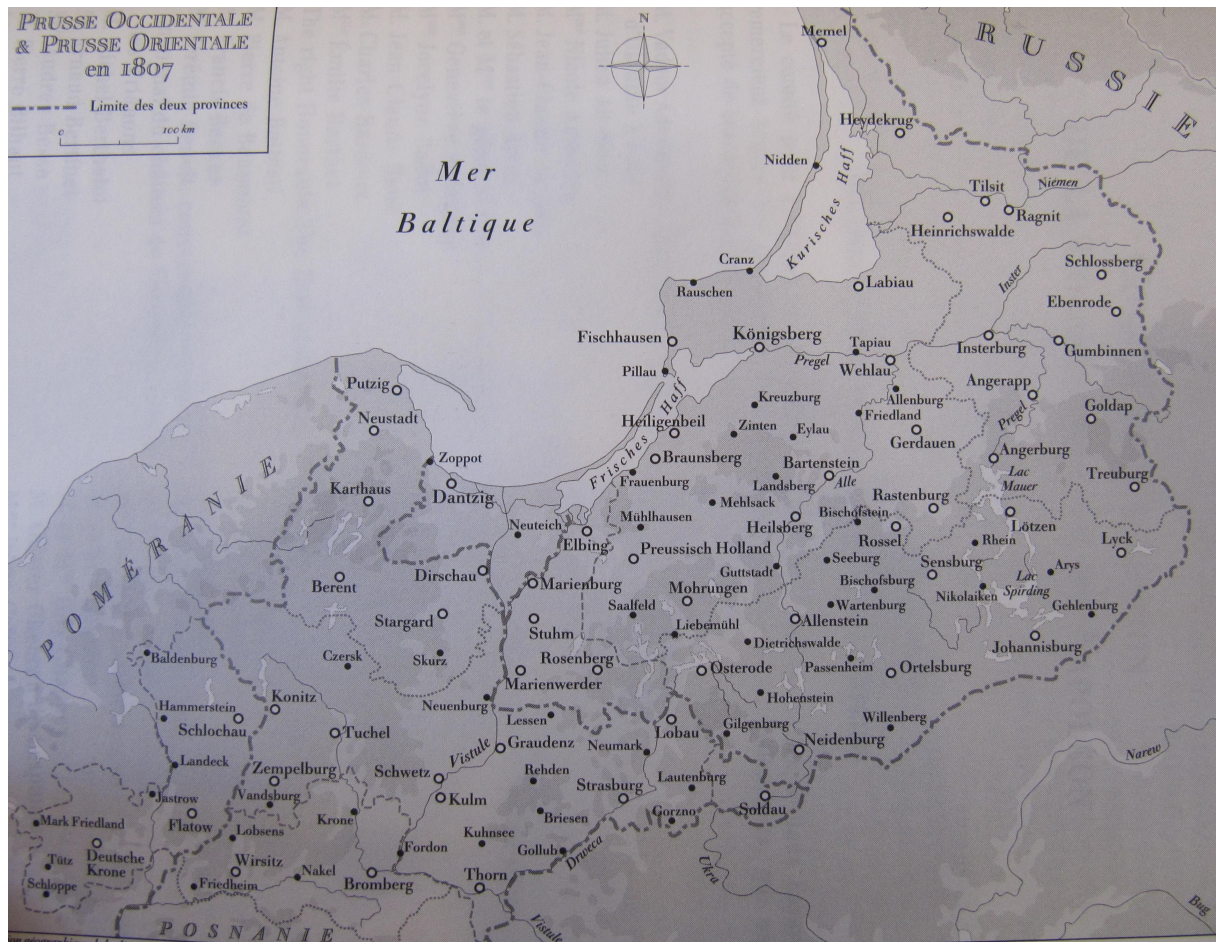 PRUSSE OCCIDENTALE
& PRUSSE ORIENTALE
en 1807
Limite des deux provinces
0 100 km
N
RUSSIE
Memel
Heydekrug
Nidden
Mer
Baltique
Kurisches Haff
Tilsit
Niemen
Ragnit
Heinrichswalde
Cranz
Rauschen
Labiau
Inster
Schlossberg
Ebenrode
Fischhausen
Königsberg
Pregel
Tapiau
Wehlau
Insterburg
Gumbinnen
Pillau
Putzig
Neustadt
Frisches Haff
Kreuzburg
Allenburg
Angerapp
Pregel
Goldap
Heiligenbeil
Zinten
Eylau
Friedland
Gerdauen
Zoppot
Braunsberg
Bartenstein
Angerburg
Dantzig
Frauenburg
Landsberg
Alle
Lac
Mauer
Treuburg
Karthaus
Mehlsack
Rastenburg
Neuteich
Elbing
Mühlhausen
Heilsberg
Bischofstein
Rossel
Lötzen
POMÉRANIE
Preussisch Holland
Rhein
Lyck
Dirschau
Marienburg
Guttstadt
Seeburg
Sensburg
Berent
Mohrungen
Bischofsburg
Nikolaiken
Lac
Spirding
Arys
Stargard
Saalfeld
Wartenburg
Gehlenburg
Stuhm
Liebemühl
Allenstein
Baldenburg
Czersk
Skurz
Rosenberg
Dietrichswalde
Johannisburg
Marienwerder
Osterode
Passenheim
Ortelsburg
Hammerstein
Konitz
Neuenburg
Hohenstein
Schlochau
Lessen
Lobau
Gilgenburg
Willenberg
Tuchel
Vistule
Graudenz
Neumark
Neidenburg
Narew
Landeck
Zempelburg
Schwetz
Rehden
Strasburg
Lautenburg
Jastrow
Vandsburg
Kulm
Soldau
Mark Friedland
Flatow
Krone
Briesen
Gorzno
Lobsens
Kuhnsee
Deutsche
Krone
Tütz
Wirsitz
Nakel
Fordon
Gollub
Drweca
Ukra
Schloppe
Friedheim
Bromberg
Thorn
Vistule
Bug
POSNANIE